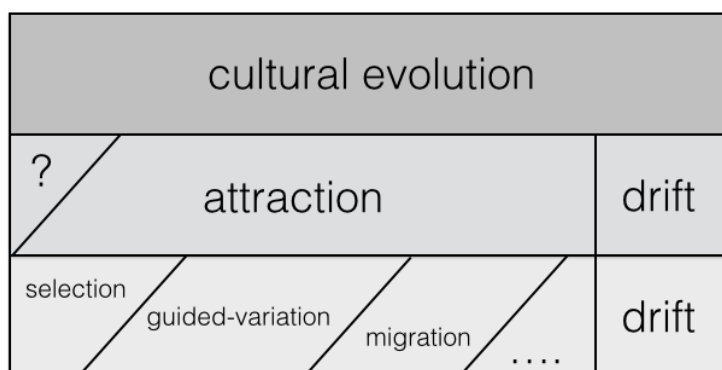 cultural evolution
?
attraction
drift
selection
guided-variation
migration
....
drift